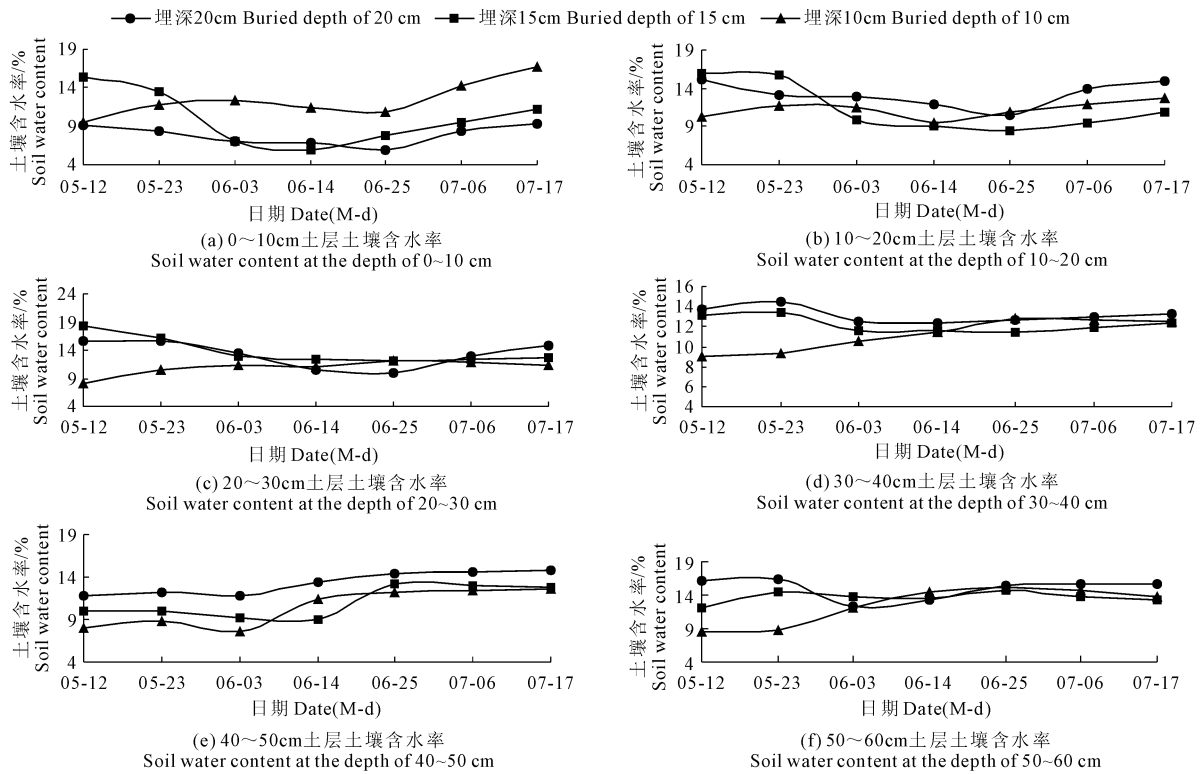 埋深20cm Buried depth of 20 cm
埋深15cm Buried depth of 15 cm
埋深10cm Buried depth of 10 cm
土壤含水率/%
Soil water content
19
14
9
4
05-12
05-23
06-03
06-14
06-25
07-06
07-17
日期 Date(M-d)
(a) 0～10cm土层土壤含水率
Soil water content at the depth of 0~10 cm
土壤含水率/%
Soil water content
19
14
9
4
05-12
05-23
06-03
06-14
06-25
07-06
07-17
日期 Date(M-d)
(b) 10～20cm土层土壤含水率
Soil water content at the depth of 10~20 cm
土壤含水率/%
Soil water content
24
19
14
9
4
05-12
05-23
06-03
06-14
06-25
07-06
07-17
日期 Date(M-d)
(c) 20～30cm土层土壤含水率
Soil water content at the depth of 20~30 cm
土壤含水率/%
Soil water content
16
14
12
10
8
6
4
05-12
05-23
06-03
06-14
06-25
07-06
07-17
日期 Date(M-d)
(d) 30～40cm土层土壤含水率
Soil water content at the depth of 30~40 cm
土壤含水率/%
Soil water content
19
14
9
4
05-12
05-23
06-03
06-14
06-25
07-06
07-17
日期 Date(M-d)
(e) 40～50cm土层土壤含水率
Soil water content at the depth of 40~50 cm
土壤含水率/%
Soil water content
19
14
9
4
05-12
05-23
06-03
06-14
06-25
07-06
07-17
日期 Date(M-d)
(f) 50～60cm土层土壤含水率
Soil water content at the depth of 50~60 cm